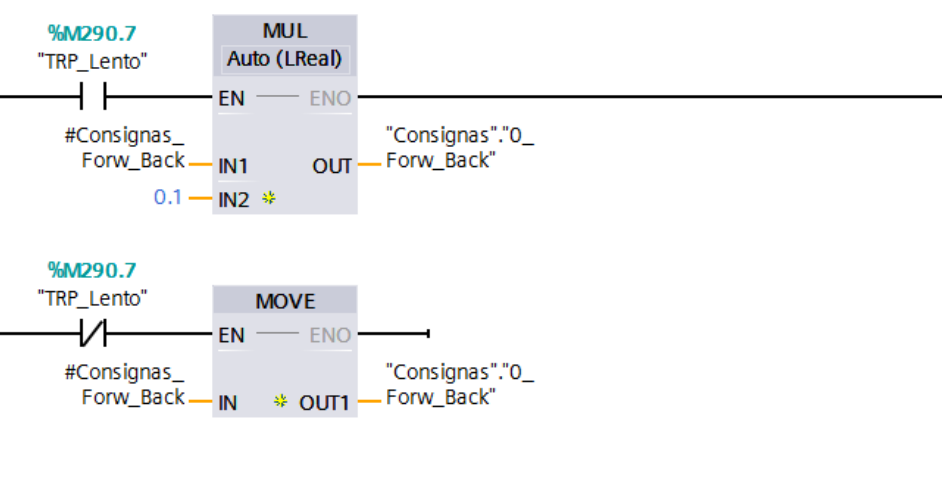 %M290.7
"TRP_Lento"
MUL
Auto (LReal)
EN
ENO
#Consignas_
Forw_Back
IN1
0.1
IN2
OUT
"Consignas"."0_
Forw_Back"
%M290.7
"TRP_Lento"
MOVE
EN
ENO
#Consignas_
Forw_Back
IN
OUT1
"Consignas"."0_
Forw_Back"